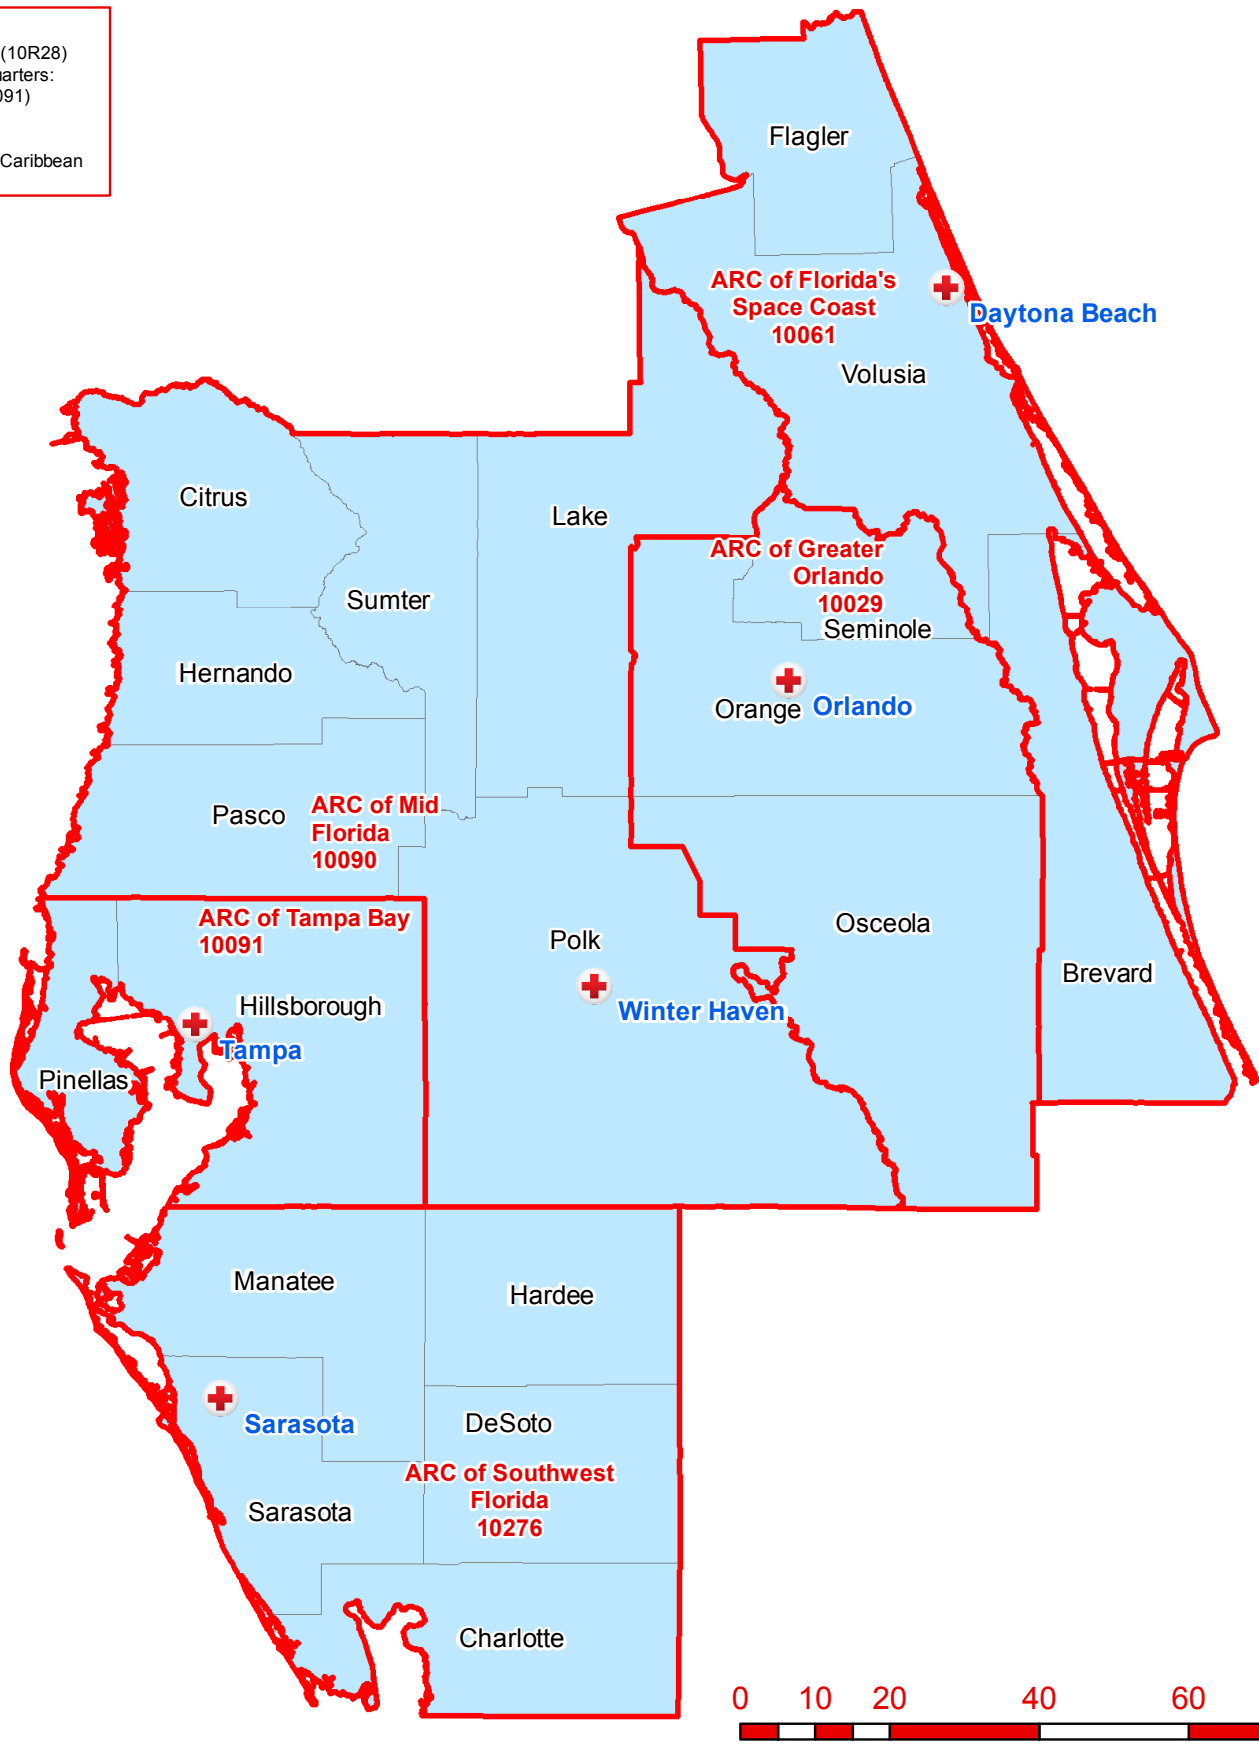 (10R28)
arters:
091)
Caribbean
Flagler
ARC of Florida's
Space Coast
10061
Daytona Beach
Volusia
Citrus
Lake
ARC of Greater
Orlando
10029
Sumter
Seminole
Hernando
Orange
Orlando
Pasco
ARC of Mid
Florida
10090
ARC of Tampa Bay
10091
Polk
Osceola
Brevard
Hillsborough
Winter Haven
Tampa
Pinellas
Manatee
Hardee
Sarasota
DeSoto
ARC of Southwest
Florida
10276
Sarasota
Charlotte
0 10 20 40 60